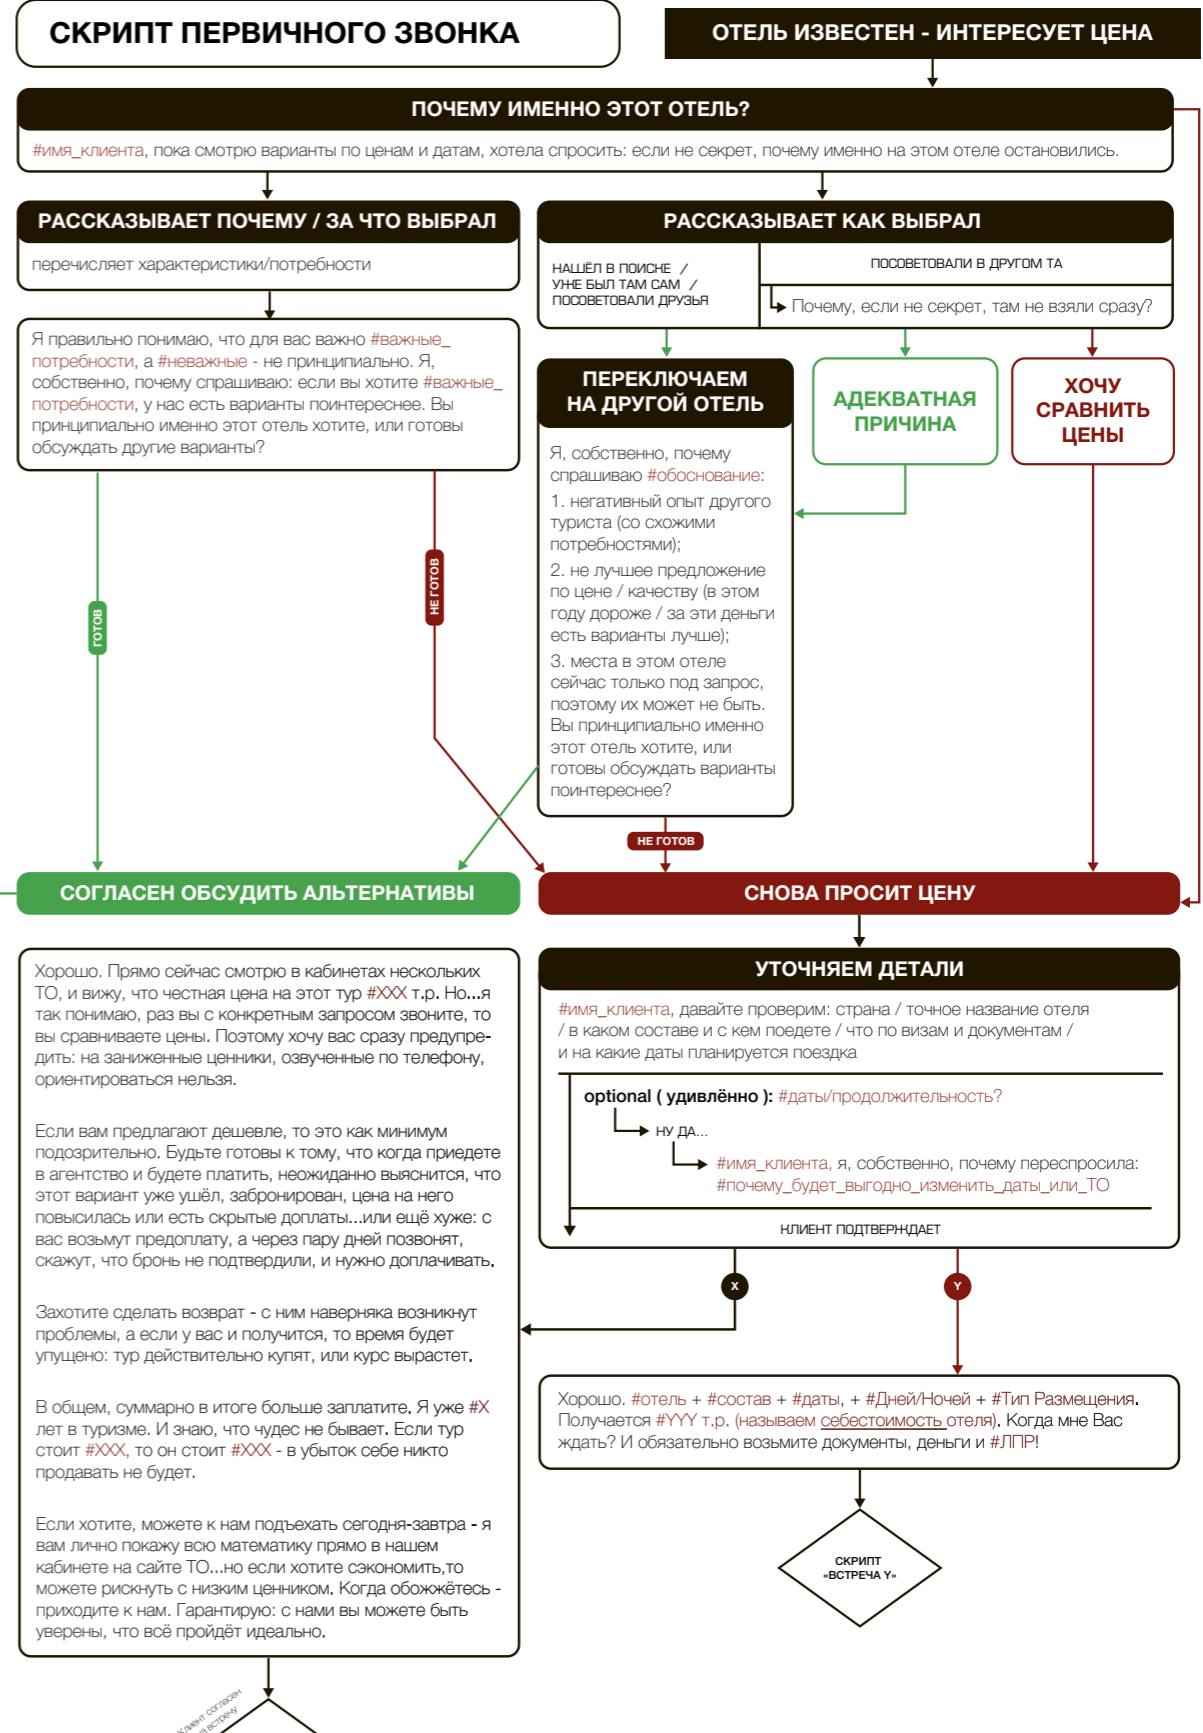 СКРИПТ ПЕРВИЧНОГО ЗВОНКА
ОТЕЛЬ ИЗВЕСТЕН - ИНТЕРЕСУЕТ ЦЕНА
ПОЧЕМУ ИМЕННО ЭТОТ ОТЕЛЬ?
#имя_клиента, пока смотрю варианты по ценам и датам, хотела спросить: если не секрет, почему именно на этом отеле остановились.
РАССКАЗЫВАЕТ ПОЧЕМУ / ЗА ЧТО ВЫБРАЛ
перечисляет характеристики/потребности
Я правильно понимаю, что для вас важно #важные_
потребности, а #неважные - не принципиально. Я,
собственно, почему спрашиваю: если вы хотите #важные_
потребности, у нас есть варианты поинтереснее. Вы
принципиально именно этот отель хотите, или готовы
обсуждать другие варианты?
ГОТОВ
НЕ ГОТОВ
РАССКАЗЫВАЕТ КАК ВЫБРАЛ
НАШЁЛ В ПОИСКЕ /
УЖЕ БЫЛ ТАМ САМ /
ПОСОВЕТОВАЛИ ДРУЗЬЯ
ПОСОВЕТОВАЛИ В ДРУГОМ ТА
Почему, если не секрет, там не взяли сразу?
ПЕРЕКЛЮЧАЕМ
НА ДРУГОЙ ОТЕЛЬ
Я, собственно, почему
спрашиваю #обоснование:
1. негативный опыт другого
туриста (со схожими
потребностями);
2. не лучшее предложение
по цене / качеству (в этом
году дороже / за эти деньги
есть варианты лучше);
3. места в этом отеле
сейчас только под запрос,
поэтому их может не быть.
Вы принципиально именно
этот отель хотите, или
готовы обсуждать варианты
поинтереснее?
АДЕКВАТНАЯ
ПРИЧИНА
ХОЧУ
СРАВНИТЬ
ЦЕНЫ
НЕ ГОТОВ
СОГЛАСЕН ОБСУДИТЬ АЛЬТЕРНАТИВЫ
СНОВА ПРОСИТ ЦЕНУ
Хорошо. Прямо сейчас смотрю в кабинетах нескольких
ТО, и вижу, что честная цена на этот тур #XXX т.р. Но...я
так понимаю, раз вы с конкретным запросом звоните, то
вы сравниваете цены. Поэтому хочу вас сразу предупре-
дить: на заниженные ценники, озвученные по телефону,
ориентироваться нельзя.
Если вам предлагают дешевле, то это как минимум
подозрительно. Будьте готовы к тому, что когда приедете
в агентство и будете платить, неожиданно выяснится, что
этот вариант уже ушёл, забронирован, цена на него
повысилась или есть скрытые доплаты...или ещё хуже: с
вас возьмут предоплату, а через пару дней позвонят,
скажут, что бронь не подтвердили, и нужно доплачивать.
Захотите сделать возврат - с ним наверняка возникнут
проблемы, а если у вас и получится, то время будет
упущено: тур действительно купят, или курс вырастет.
В общем, суммарно в итоге больше заплатите. Я уже #X
лет в туризме. И знаю, что чудес не бывает. Если тур
стоит #XXX, то он стоит #XXX - в убыток себе никто
продавать не будет.
Если хотите, можете к нам подъехать сегодня-завтра - я
вам лично покажу всю математику прямо в нашем
кабинете на сайте ТО...но если хотите сэкономить,то
можете рискнуть с низким ценником. Когда обожжётесь -
приходите к нам. Гарантирую: с нами вы можете быть
уверены, что всё пройдёт идеально.
УТОЧНЯЕМ ДЕТАЛИ
#имя_клиента, давайте проверим: страна / точное название отеля
/ в каком составе и с кем поедете / что по визам и документам /
и на какие даты планируется поездка
optional ( удивлённо ): #даты/продолжительность?
НУ ДА...
#имя_клиента, я, собственно, почему переспросила:
#почему_будет_выгодно_изменить_даты_или_ТО
КЛИЕНТ ПОДТВЕРЖДАЕТ
X
Y
Хорошо. #отель + #состав + #даты, + #Дней/Ночей + #Тип Размещения.
Получается #YYY т.р. (называем себестоимость отеля). Когда мне Вас
ждать? И обязательно возьмите документы, деньги и #ЛПР!
СКРИПТ
«ВСТРЕЧА Y»
Клиент согласен
встречу